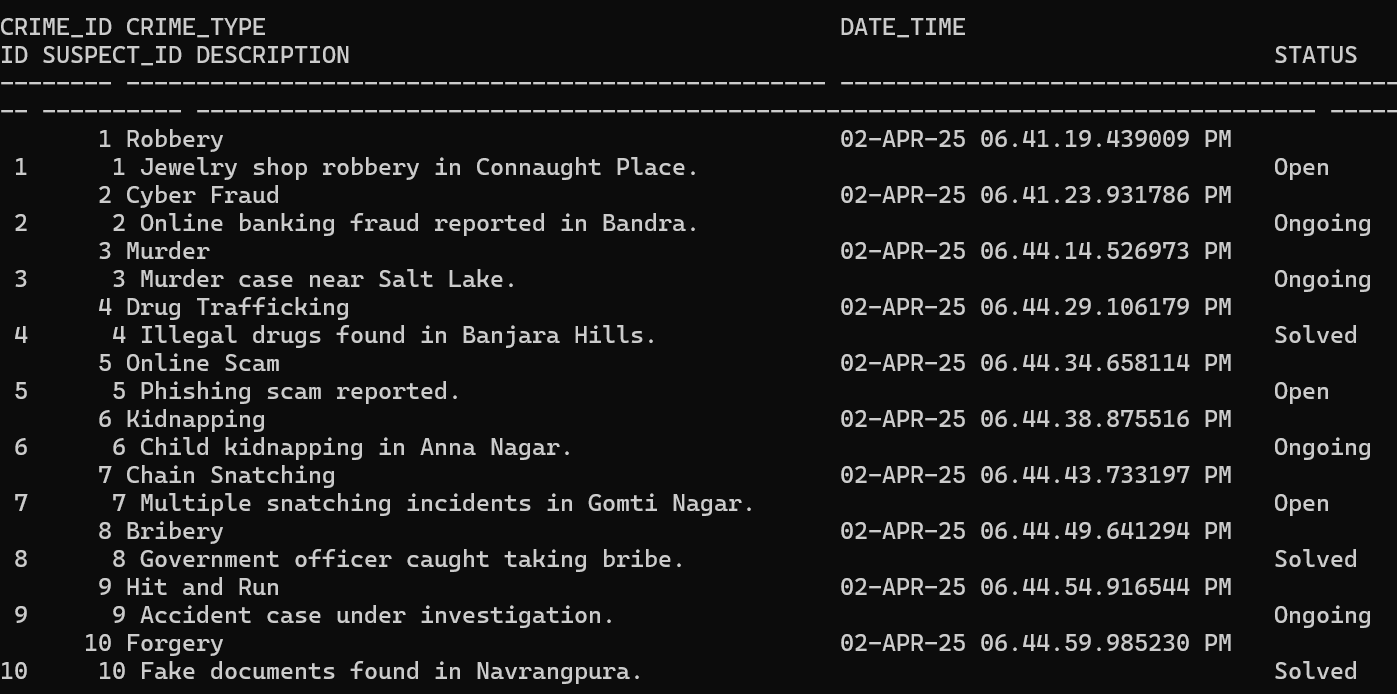 CRIME_ID CRIME_TYPE DATE_TIME
ID SUSPECT_ID DESCRIPTION STATUS
-------- -------------------------------------------------- ----------------------------------------
-- ---------- -------------------------------------------------------------------------------- -----
1 Robbery 02-APR-25 06.41.19.439009 PM
1 1 Jewelry shop robbery in Connaught Place. Open
2 Cyber Fraud 02-APR-25 06.41.23.931786 PM
2 2 Online banking fraud reported in Bandra. Ongoing
3 Murder 02-APR-25 06.44.14.526973 PM
3 3 Murder case near Salt Lake. Ongoing
4 Drug Trafficking 02-APR-25 06.44.29.106179 PM
4 4 Illegal drugs found in Banjara Hills. Solved
5 Online Scam 02-APR-25 06.44.34.658114 PM
5 5 Phishing scam reported. Open
6 Kidnapping 02-APR-25 06.44.38.875516 PM
6 6 Child kidnapping in Anna Nagar. Ongoing
7 Chain Snatching 02-APR-25 06.44.43.733197 PM
7 7 Multiple snatching incidents in Gomti Nagar. Open
8 Bribery 02-APR-25 06.44.49.641294 PM
8 8 Government officer caught taking bribe. Solved
9 Hit and Run 02-APR-25 06.44.54.916544 PM
9 9 Accident case under investigation. Ongoing
10 Forgery 02-APR-25 06.44.59.985230 PM
10 10 Fake documents found in Navrangpura. Solved